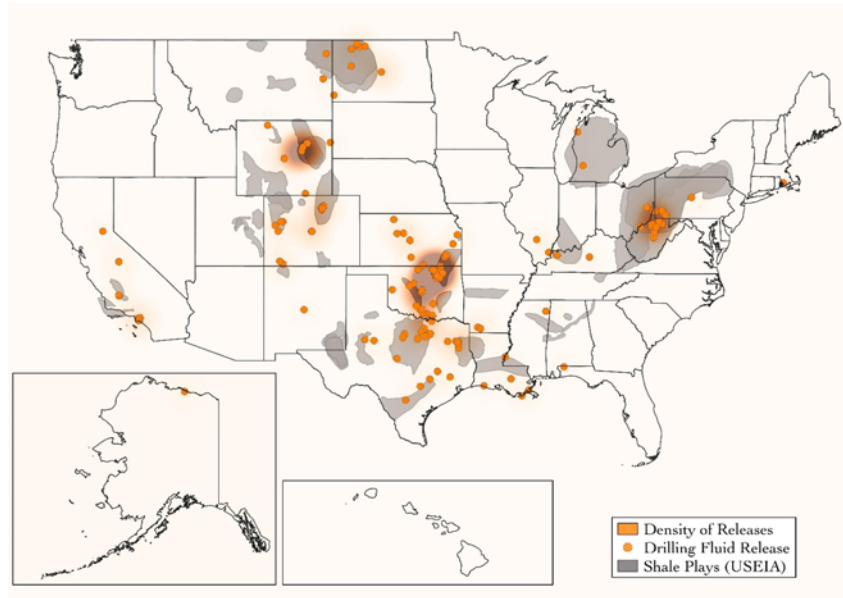 Density of Releases
Drilling Fluid Release
Shale Plays (USEIA)